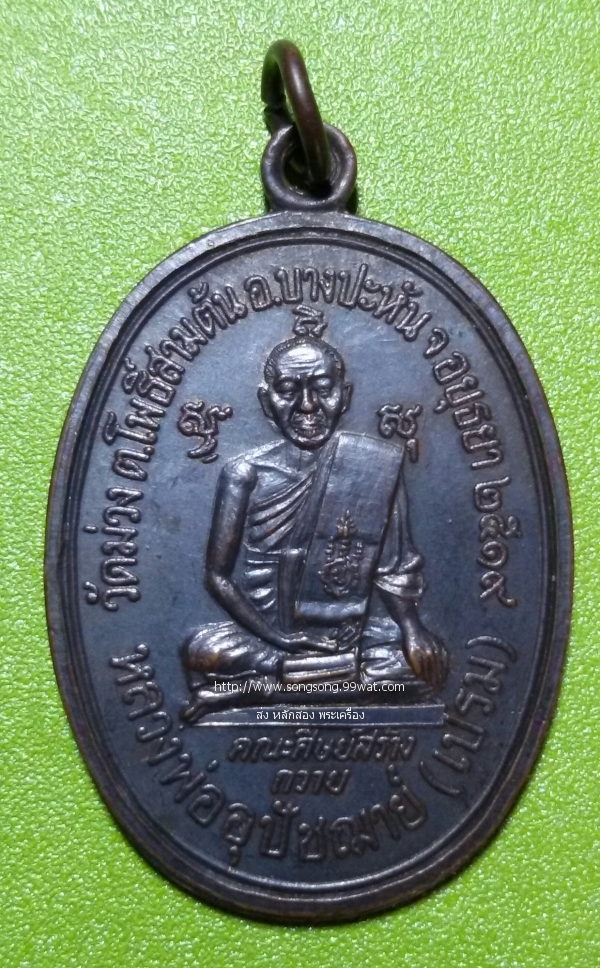 วัดม่วง ต.โพธิ์สามต้น อ.บางปะหัน จ อยุธยา ๒๕๑๙
http://www.songsong.99wat.com
ส่ง หลักสอง พระเครื่อง
คณะศิษย์สร้าง
ถวาย
หลวงพ่ออุปัชฌาย์ (เปรม)